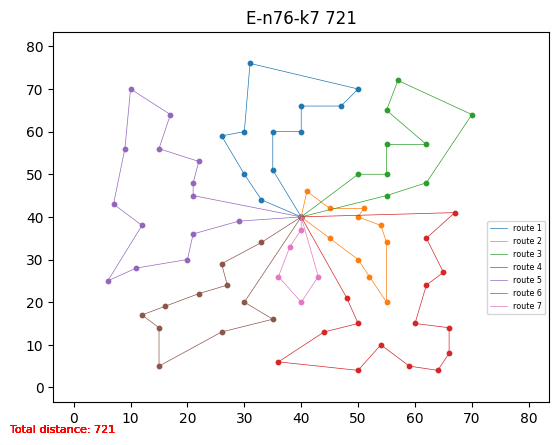 E-n76-k7 721
80
70
60
50
40
30
20
10
0
route 1
route 2
route 3
route 4
route 5
route 6
route 7
0 10 20 30 40 50 60 70 80
Total distance: 721